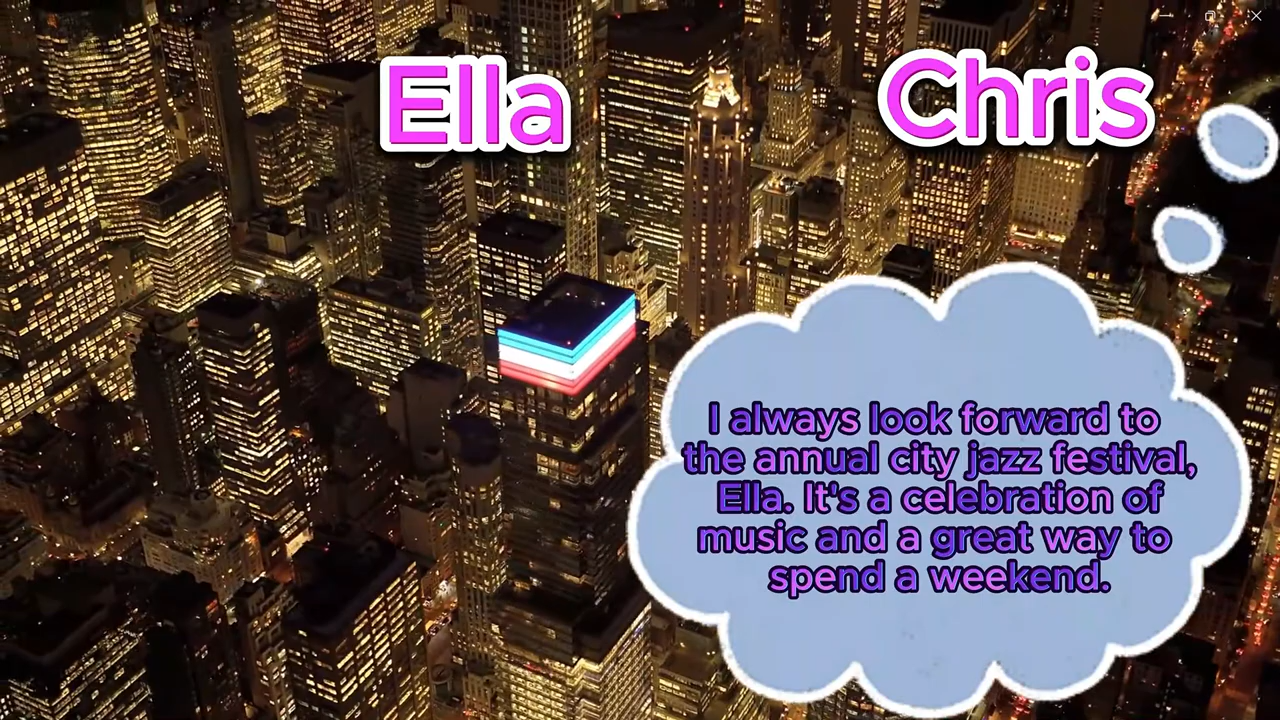 Ella
Chris
I always look forward to
the annual city jazz festival,
Ella. It's a celebration of
music and a great way to
spend a weekend.